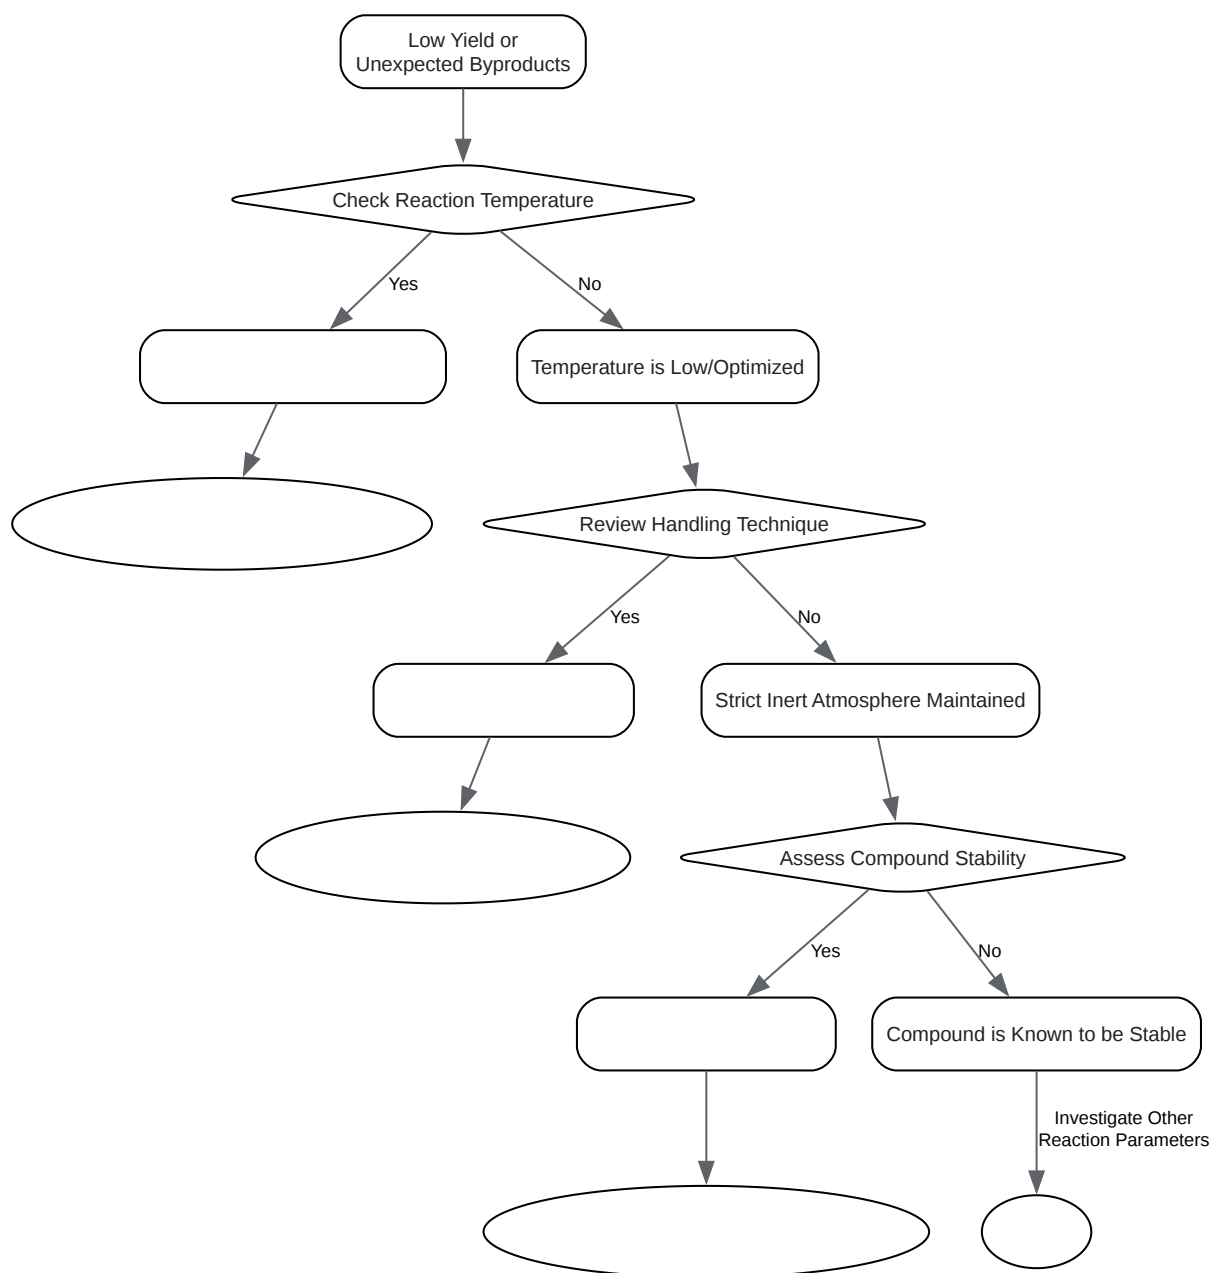 Low Yield or
Unexpected Byproducts
Check Reaction Temperature
Yes
No
Temperature is Low/Optimized
Review Handling Technique
Yes
No
Strict Inert Atmosphere Maintained
Assess Compound Stability
Yes
No
Compound is Known to be Stable
Investigate Other
Reaction Parameters